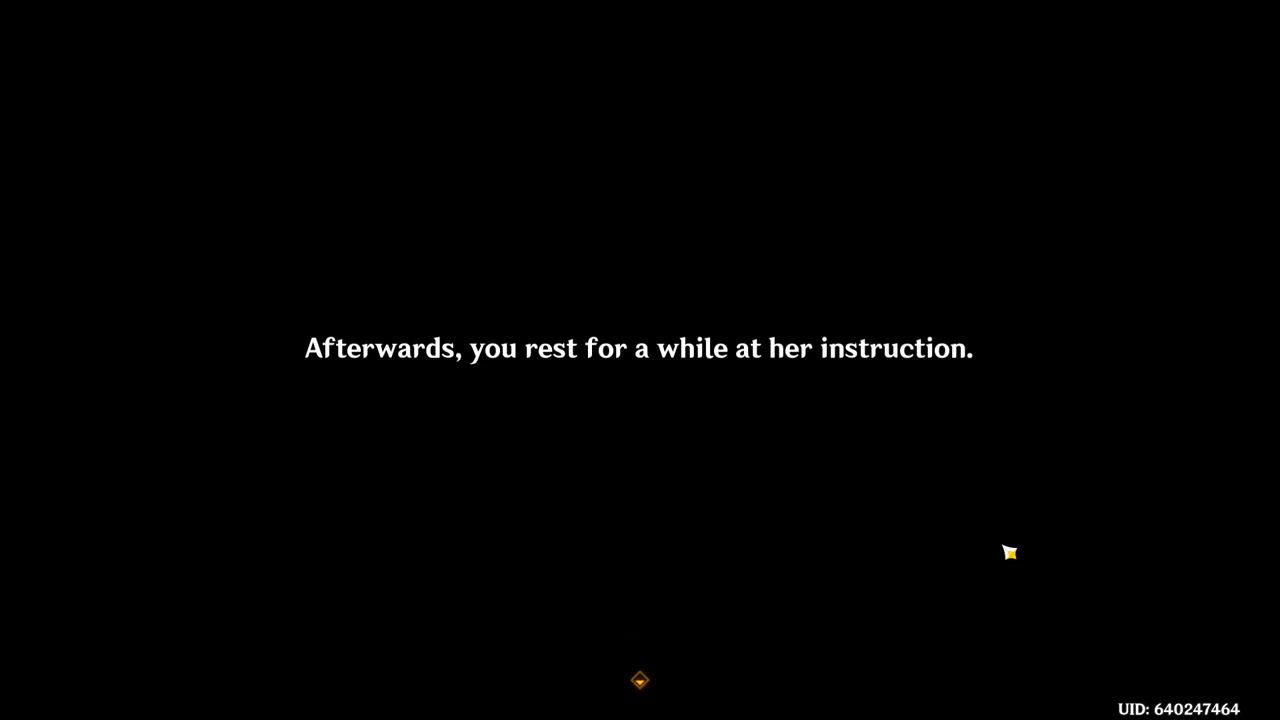 Afterwards, you rest for a while at her instruction.
UID: 640247464